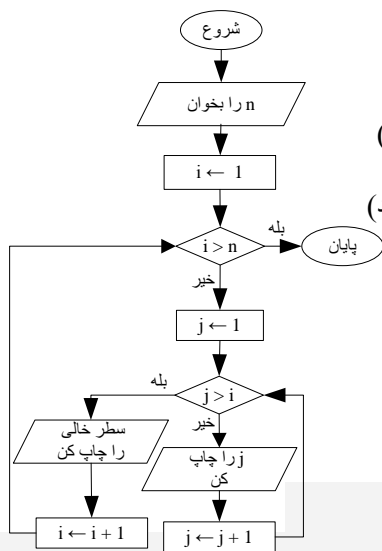 شروع
n را بخوان
i ← 1
i > n
بله
پایان
خیر
j ← 1
j > i
بله
خیر
سطر خالی
را چاپ کن
j را چاپ
کن
i ← i + 1
j ← j + 1